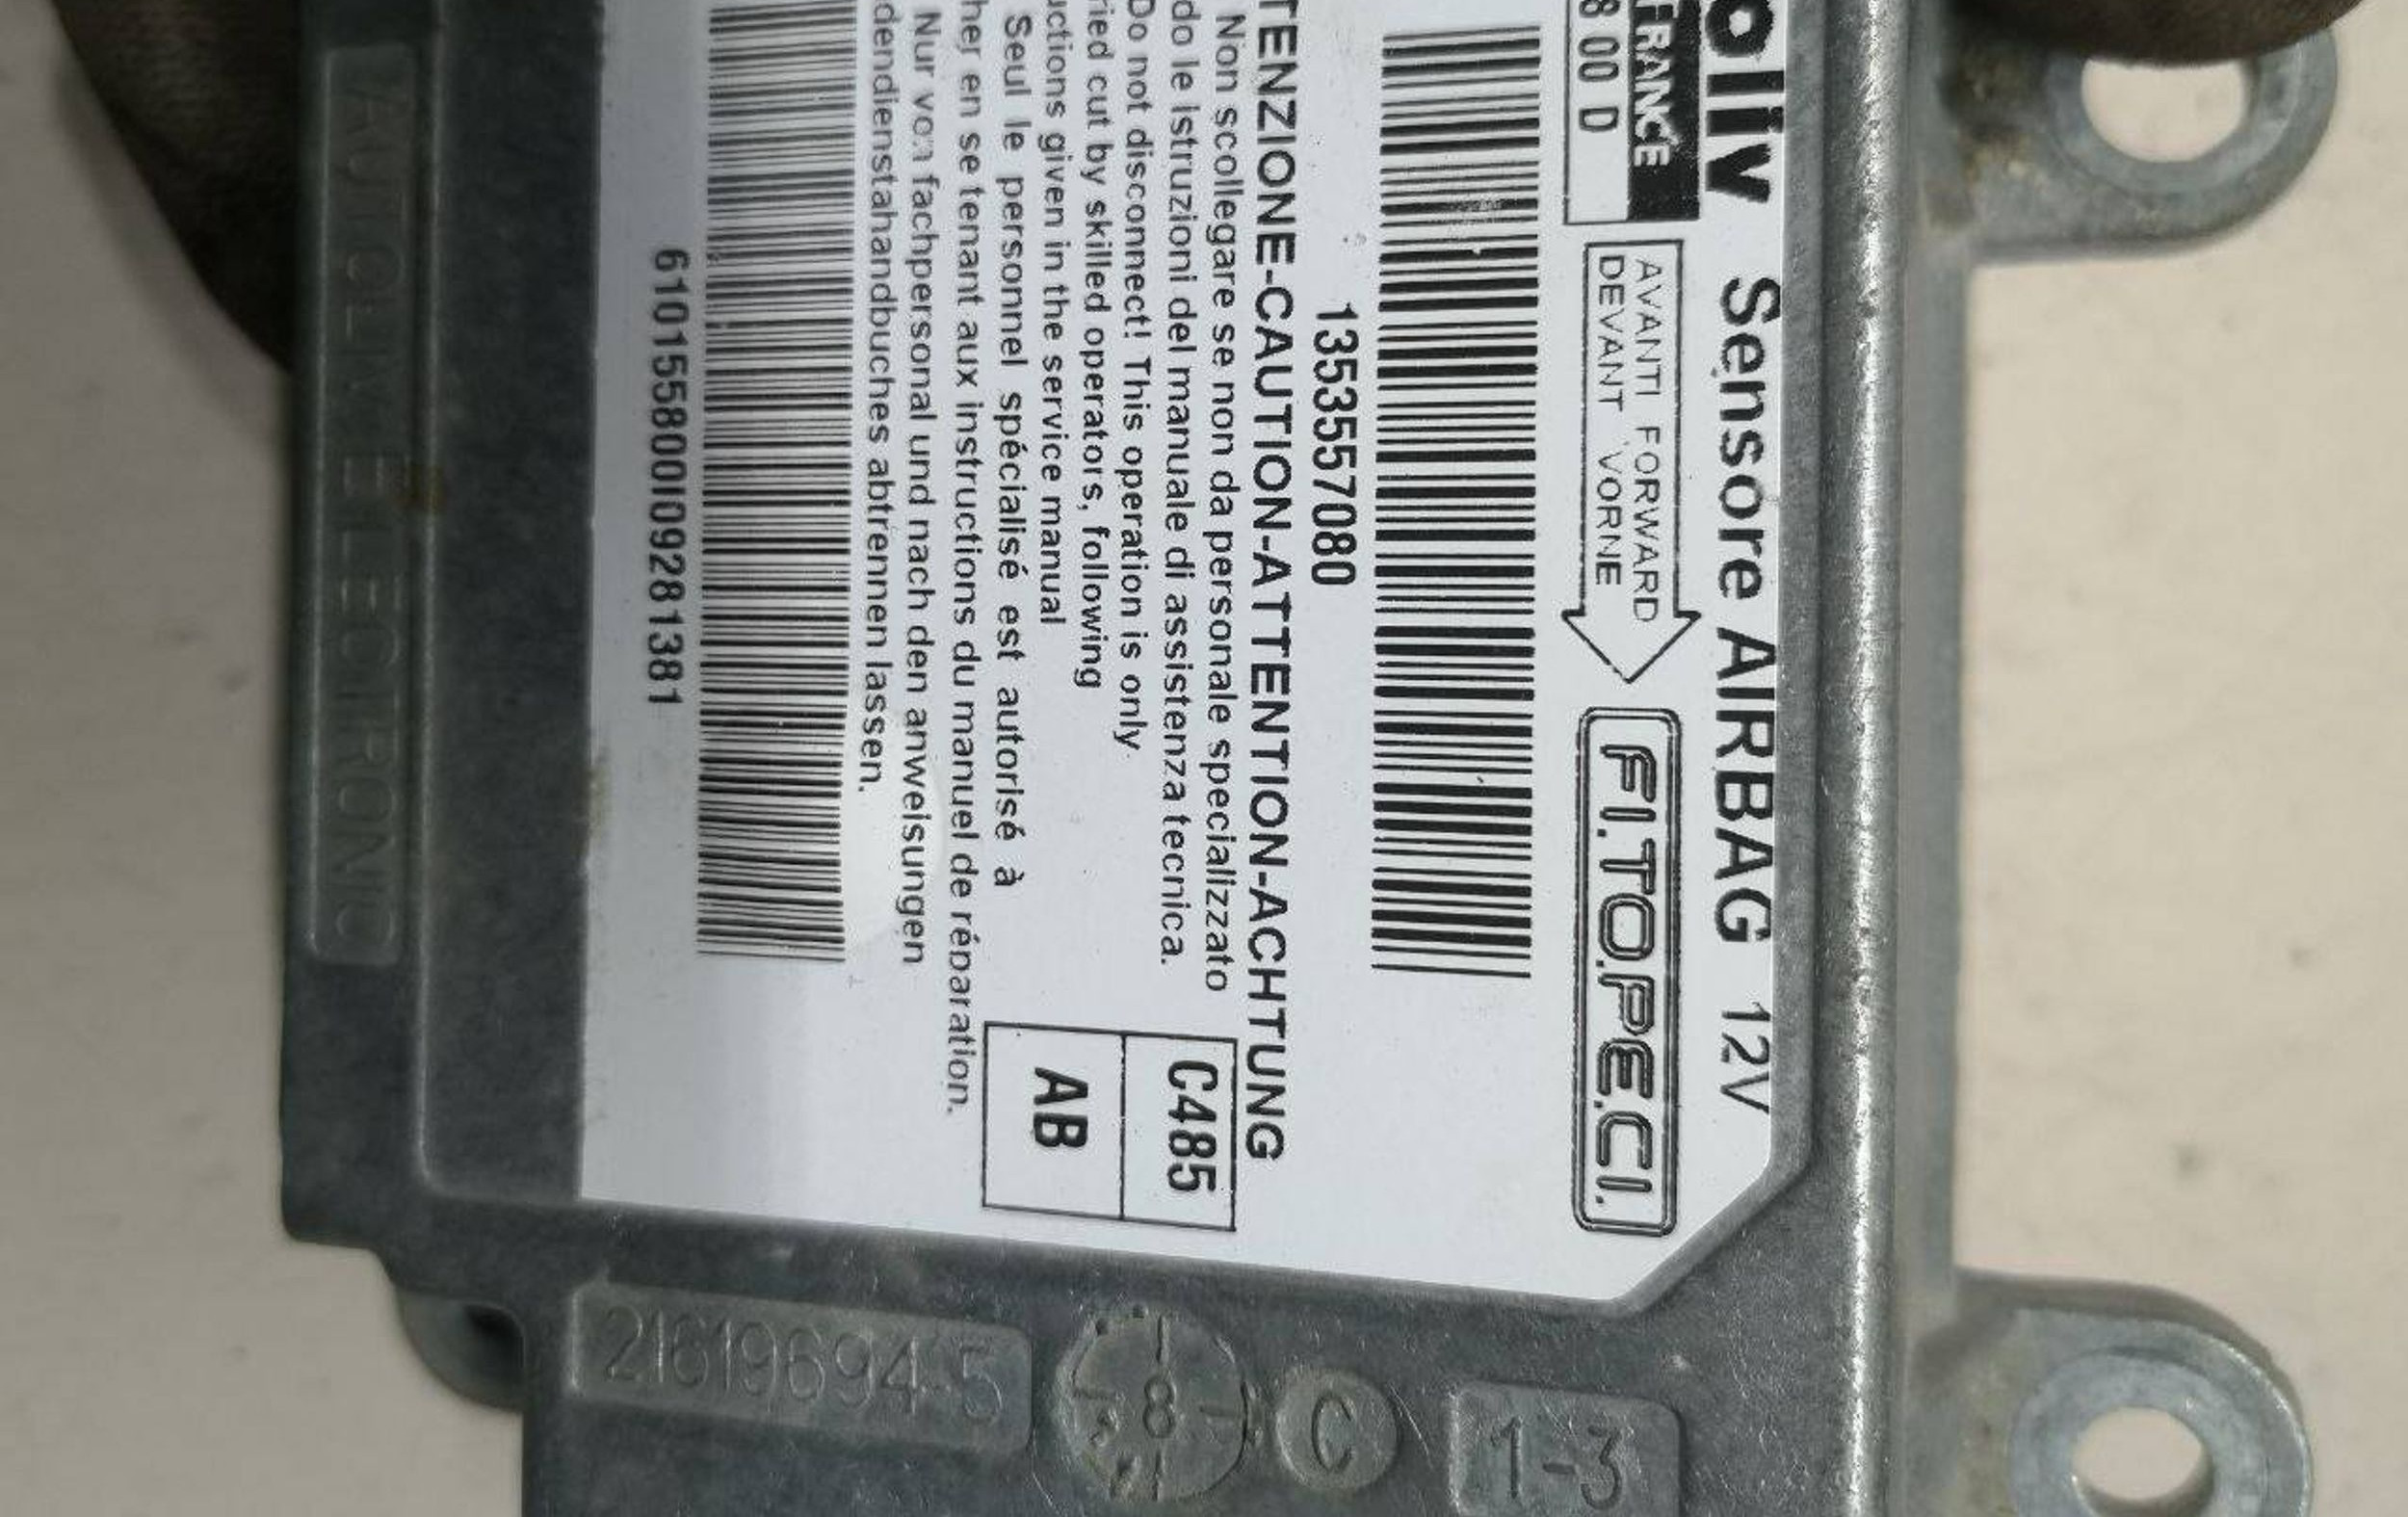 oliv Sensore AIRBAG 12V
FRANCE
8 00 D
AVANTI FORWARD
DEVANT VORNE
FI.TO.PE.CI.
1353557080
TENZIONE-CAUTION-ATTENTION-ACHTUNG
Non scollegare se non da personale specializzato
do le istruzioni del manuale di assistenza tecnica.
Do not disconnect! This operation is only
ried cut by skilled operators, following
uctions given in the service manual
Seul le personnel spécialisé est autorisé à
her en se tenant aux instructions du manuel de réparation.
Nur von fachpersonal und nach den anweisungen
dendienstahandbuches abtrennen lassen.
C485
AB
610155800I09281381
AUTOLIV ELECTRONIC
21619694-5
8
C
1-3